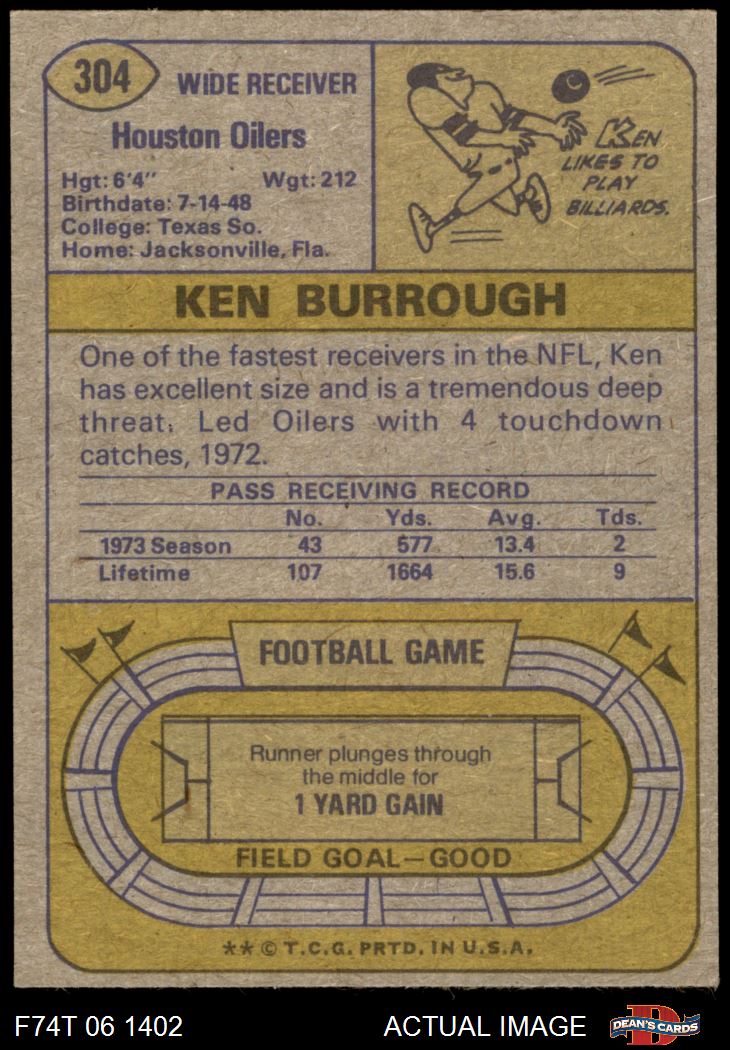 304
WIDE RECEIVER
Houston Oilers
Hgt: 6'4" Wgt: 212
Birthdate: 7-14-48
College: Texas So.
Home: Jacksonville, Fla.
KEN
LIKES TO
PLAY
BILLIARDS.
KEN BURROUGH
One of the fastest receivers in the NFL, Ken
has excellent size and is a tremendous deep
threat. Led Oilers with 4 touchdown
catches, 1972.
PASS RECEIVING RECORD
No. Yds. Avg. Tds.
1973 Season 43 577 13.4 2
Lifetime 107 1664 15.6 9
FOOTBALL GAME
Runner plunges through
the middle for
1 YARD GAIN
FIELD GOAL—GOOD
** © T.C.G. PRTD. IN U.S.A.
F74T 06 1402 ACTUAL IMAGE
DEAN'S CARDS